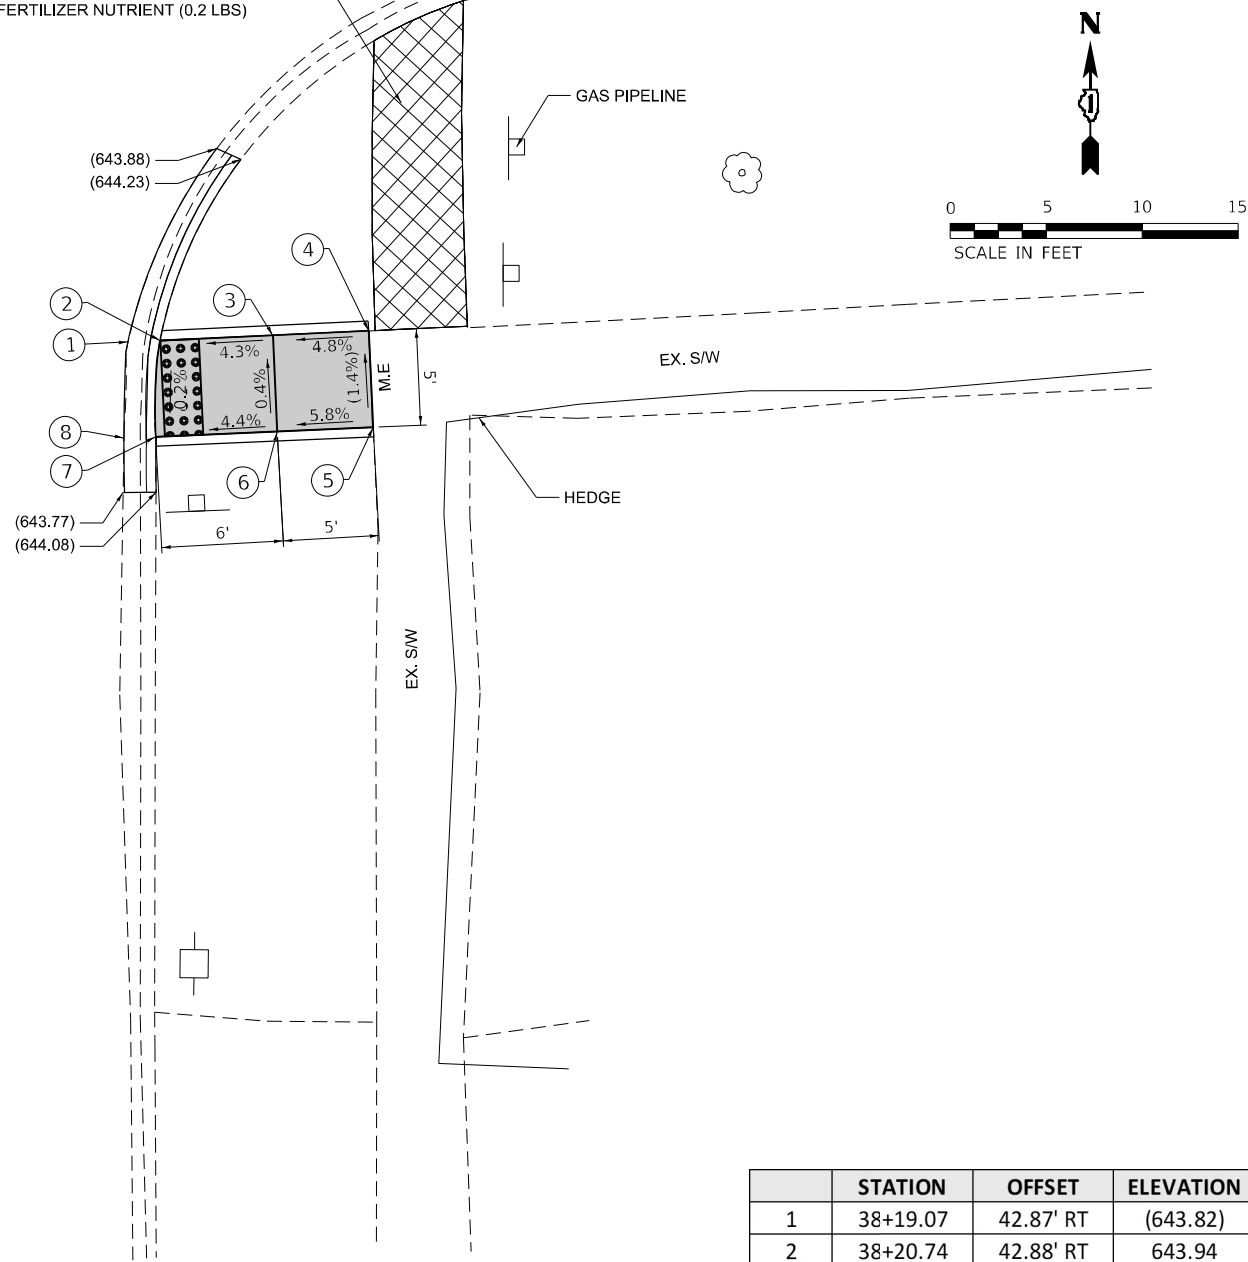 FERTILIZER NUTRIENT (0.2 LBS)
N
1
GAS PIPELINE
(643.88)
(644.23)
0 5 10 15
SCALE IN FEET
4
3
2
1
4.3%
4.8%
M.E
5'
EX. S/W
0.2%
0.4%
(1.4%)
4.4%
5.8%
8
7
6
5
HEDGE
(643.77)
(644.08)
6'
5'
EX. S/W
STATION OFFSET ELEVATION
1 38+19.07 42.87' RT (643.82)
2 38+20.74 42.88' RT 643.94